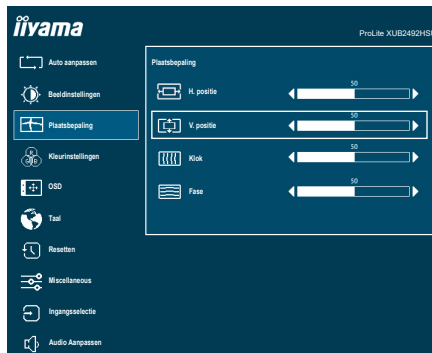 iiyama
ProLite XUB2492HSU
Auto aanpassen
Beeldinstellingen
Plaatsbepaling
Kleurinstellingen
OSD
Taal
Resetten
Miscellaneous
Ingangsselectie
Audio Aanpassen
Plaatsbepaling
H. positie
50
V. positie
50
Klok
50
Fase
50
R
G B